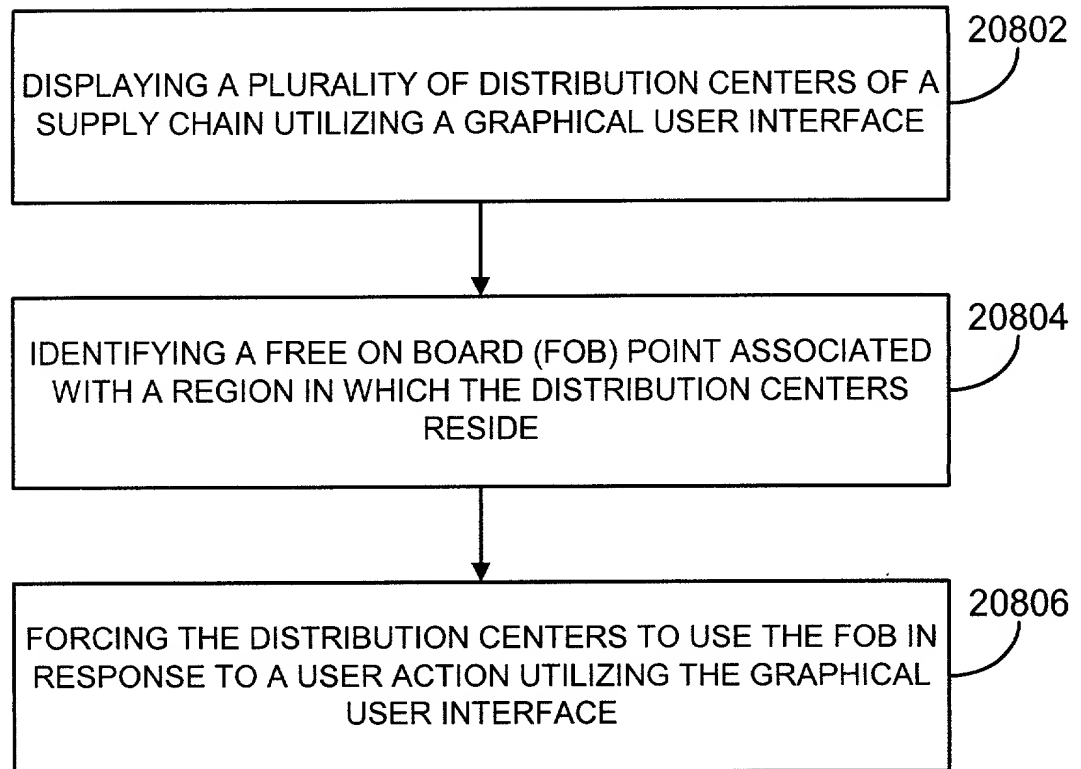 20802
DISPLAYING A PLURALITY OF DISTRIBUTION CENTERS OF A
SUPPLY CHAIN UTILIZING A GRAPHICAL USER INTERFACE
20804
IDENTIFYING A FREE ON BOARD (FOB) POINT ASSOCIATED
WITH A REGION IN WHICH THE DISTRIBUTION CENTERS
RESIDE
20806
FORCING THE DISTRIBUTION CENTERS TO USE THE FOB IN
RESPONSE TO A USER ACTION UTILIZING THE GRAPHICAL
USER INTERFACE